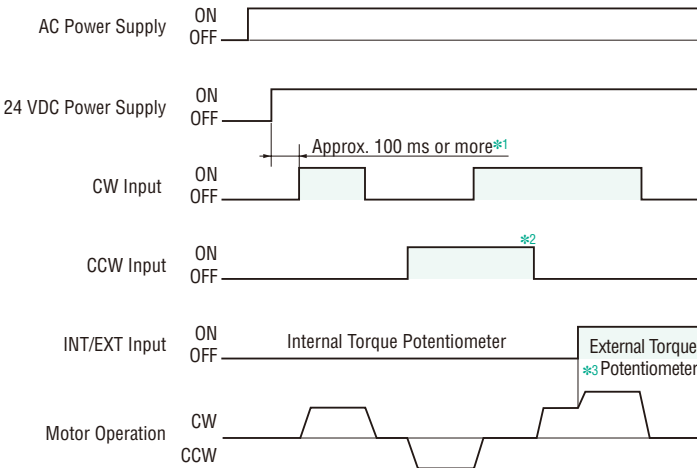 AC Power Supply ON
OFF
24 VDC Power Supply ON
OFF
Approx. 100 ms or more*1
CW Input ON
OFF
*2
CCW Input ON
OFF
INT/EXT Input ON
OFF
Internal Torque Potentiometer
External Torque
*3 Potentiometer
Motor Operation CW
CCW